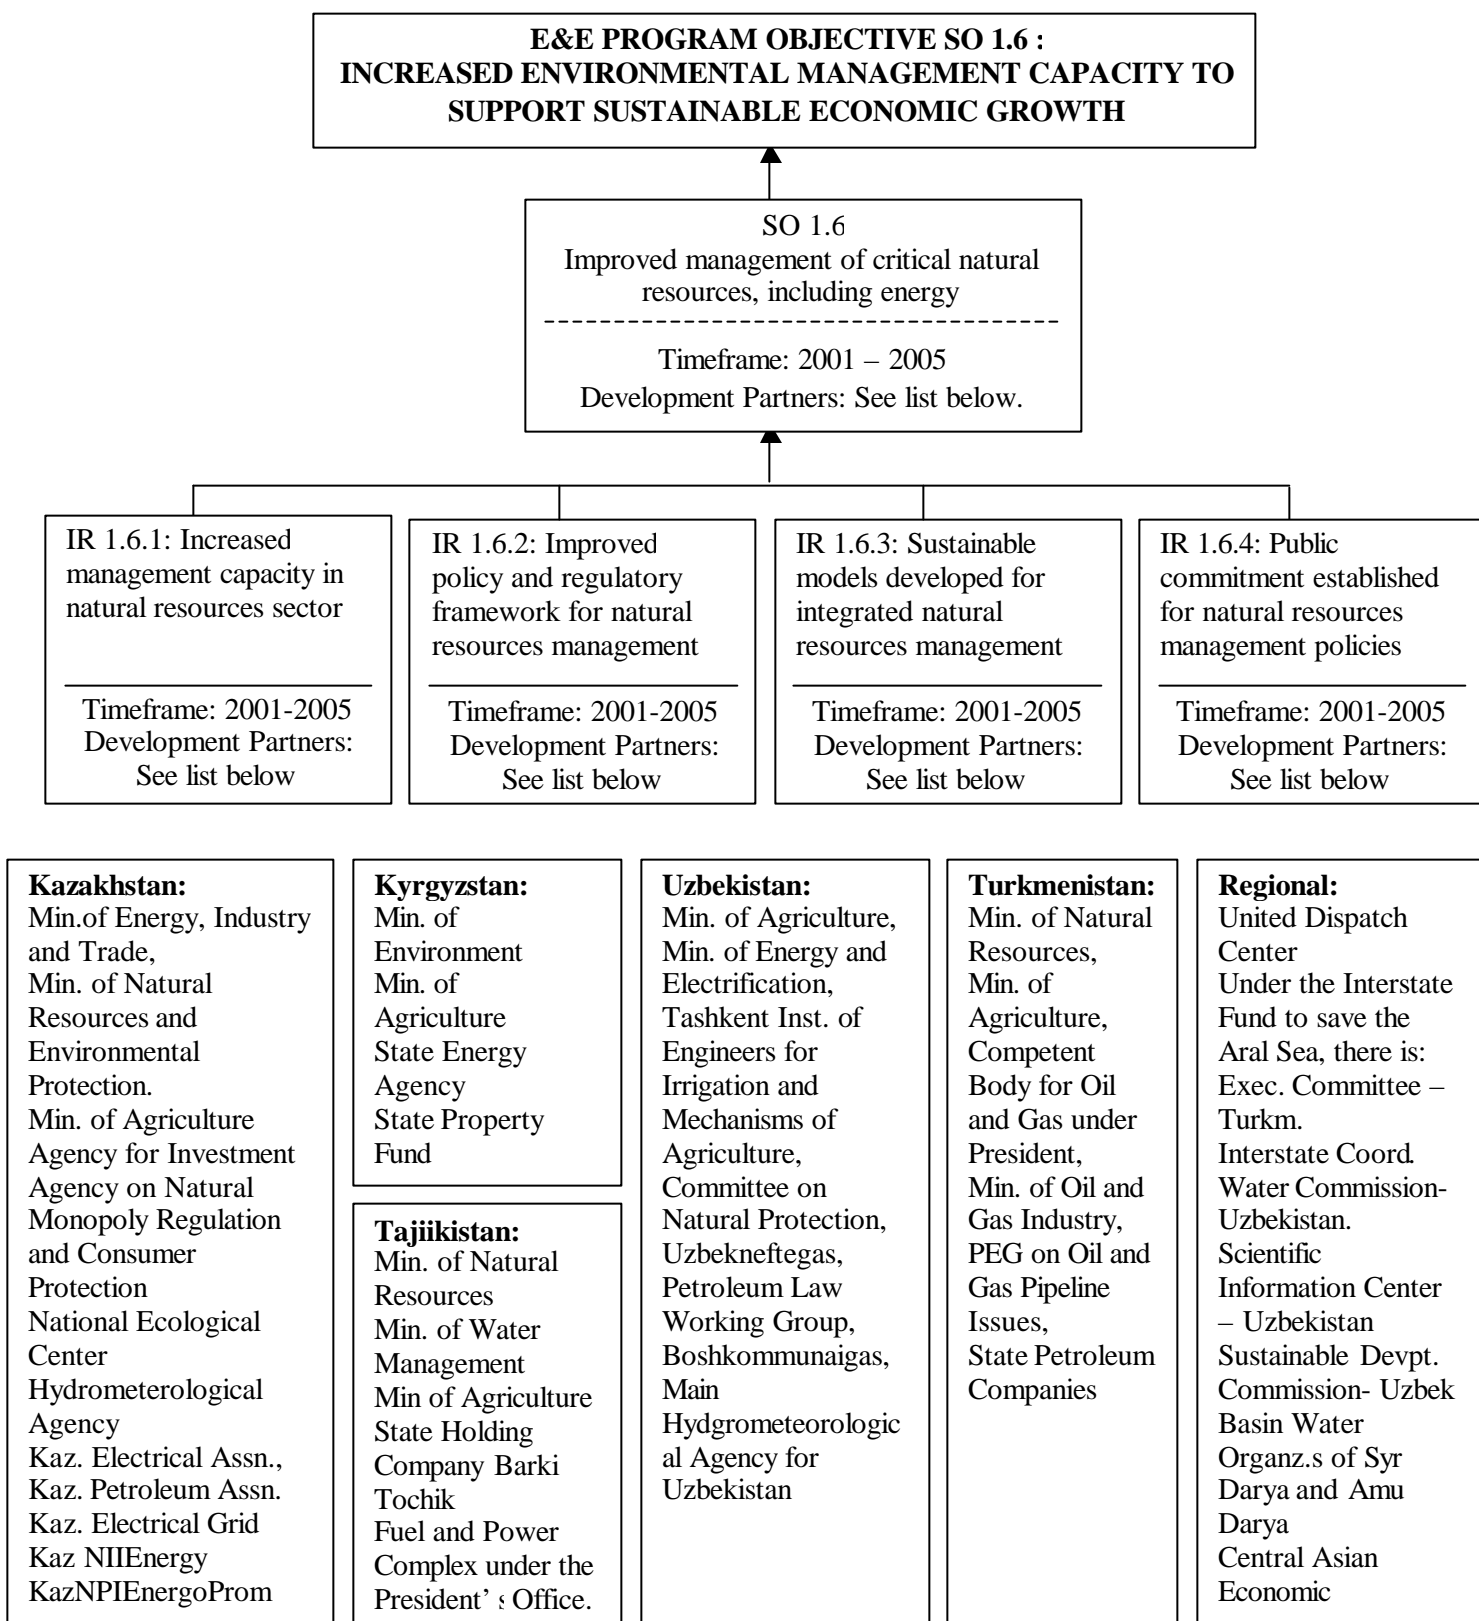 E&E PROGRAM OBJECTIVE SO 1.6 :
INCREASED ENVIRONMENTAL MANAGEMENT CAPACITY TO
SUPPORT SUSTAINABLE ECONOMIC GROWTH
SO 1.6
Improved management of critical natural
resources, including energy
Timeframe: 2001 – 2005
Development Partners: See list below.
IR 1.6.1: Increased
management capacity in
natural resources sector
Timeframe: 2001-2005
Development Partners:
See list below
IR 1.6.2: Improved
policy and regulatory
framework for natural
resources management
Timeframe: 2001-2005
Development Partners:
See list below
IR 1.6.3: Sustainable
models developed for
integrated natural
resources management
Timeframe: 2001-2005
Development Partners:
See list below
IR 1.6.4: Public
commitment established
for natural resources
management policies
Timeframe: 2001-2005
Development Partners:
See list below
Kazakhstan:
Min.of Energy, Industry
and Trade,
Min. of Natural
Resources and
Environmental
Protection.
Min. of Agriculture
Agency for Investment
Agency on Natural
Monopoly Regulation
and Consumer
Protection
National Ecological
Center
Hydrometerological
Agency
Kaz. Electrical Assn.,
Kaz. Petroleum Assn.
Kaz. Electrical Grid
Kaz NIIEnergy
KazNPIEnergoProm
Kyrgyzstan:
Min. of
Environment
Min. of
Agriculture
State Energy
Agency
State Property
Fund
Tajiikistan:
Min. of Natural
Resources
Min. of Water
Management
Min of Agriculture
State Holding
Company Barki
Tochik
Fuel and Power
Complex under the
President’ s Office.
Uzbekistan:
Min. of Agriculture,
Min. of Energy and
Electrification,
Tashkent Inst. of
Engineers for
Irrigation and
Mechanisms of
Agriculture,
Committee on
Natural Protection,
Uzbekneftegas,
Petroleum Law
Working Group,
Boshkommunaigas,
Main
Hydgrometeorologic
al Agency for
Uzbekistan
Turkmenistan:
Min. of Natural
Resources,
Min. of
Agriculture,
Competent
Body for Oil
and Gas under
President,
Min. of Oil and
Gas Industry,
PEG on Oil and
Gas Pipeline
Issues,
State Petroleum
Companies
Regional:
United Dispatch
Center
Under the Interstate
Fund to save the
Aral Sea, there is:
Exec. Committee –
Turkm.
Interstate Coord.
Water Commission-
Uzbekistan.
Scientific
Information Center
– Uzbekistan
Sustainable Devpt.
Commission- Uzbek
Basin Water
Organz.s of Syr
Darya and Amu
Darya
Central Asian
Economic